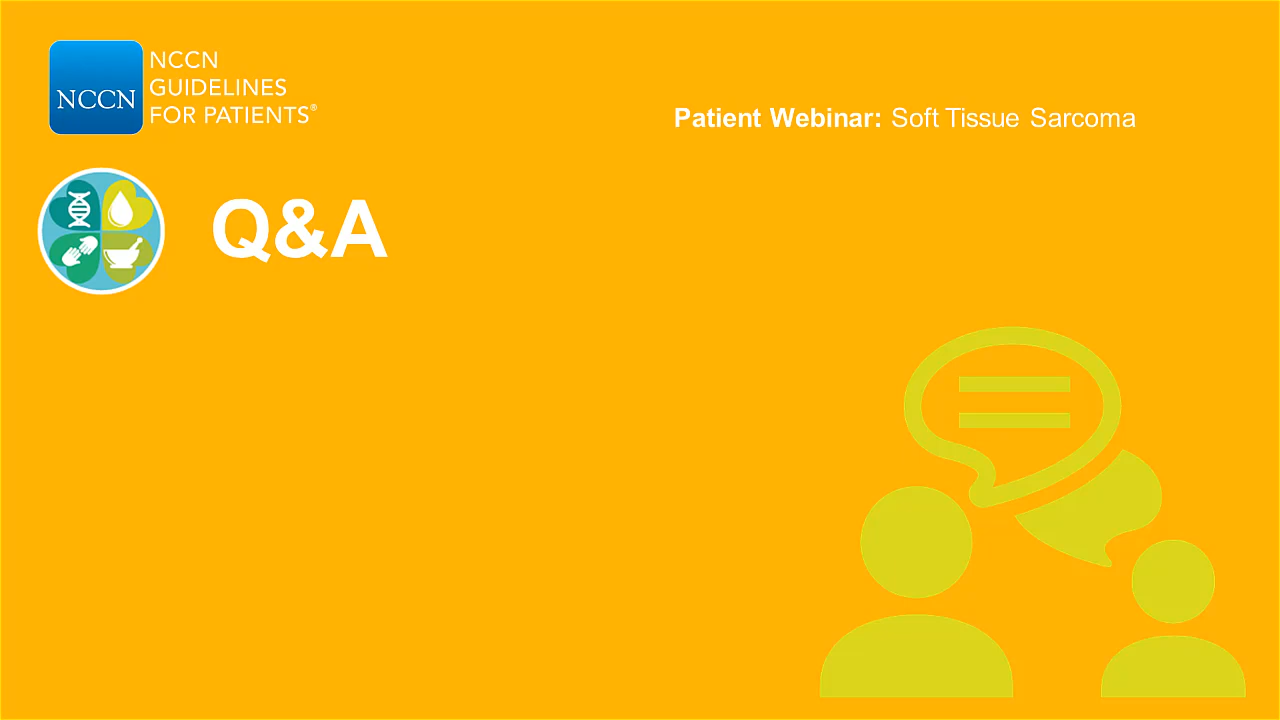 NCCN
NCCN
GUIDELINES
FOR PATIENTS®
Patient Webinar: Soft Tissue Sarcoma
Q&A